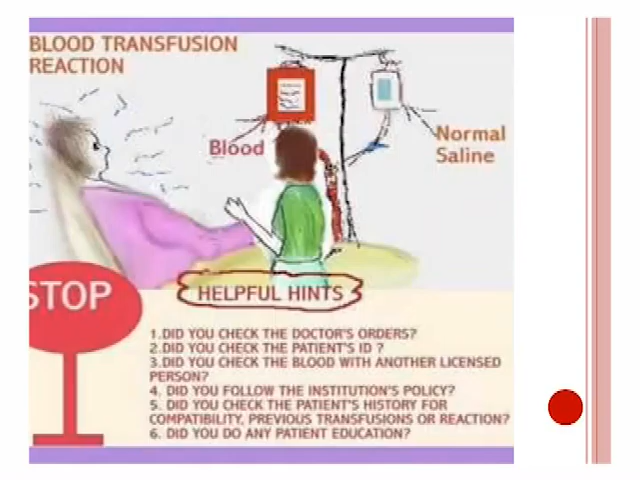 BLOOD TRANSFUSION
REACTION
Blood
Normal
Saline
STOP
HELPFUL HINTS
1.DID YOU CHECK THE DOCTOR'S ORDERS?
2.DID YOU CHECK THE PATIENT'S ID ?
3.DID YOU CHECK THE BLOOD WITH ANOTHER LICENSED
PERSON?
4. DID YOU FOLLOW THE INSTITUTION'S POLICY?
5. DID YOU CHECK THE PATIENT'S HISTORY FOR
COMPATIBILITY, PREVIOUS TRANSFUSIONS OR REACTION?
6. DID YOU DO ANY PATIENT EDUCATION?